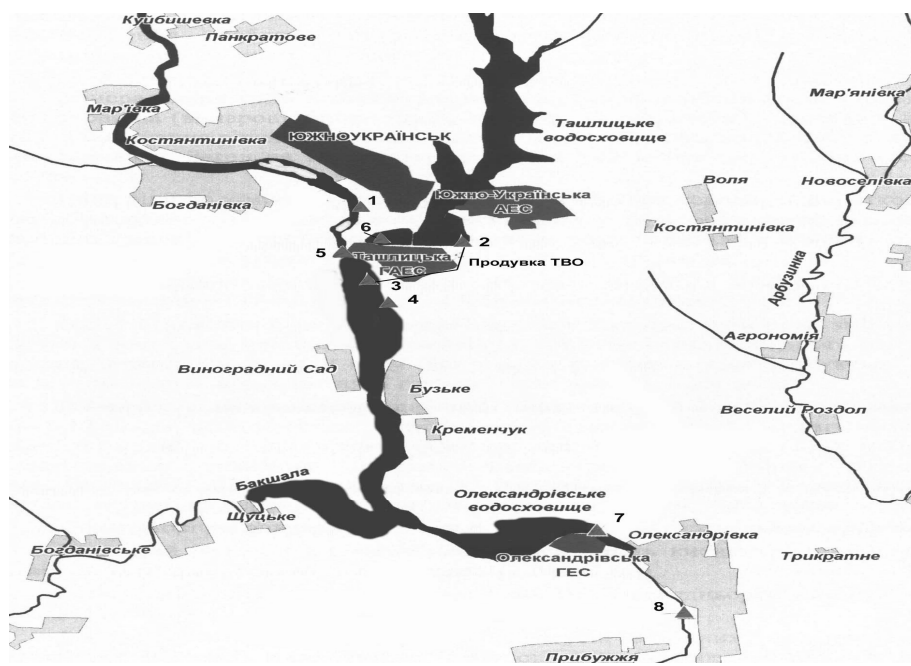 Куйбишевка
Панкратове
Мар'ївка
Костянтинівка
ЮЖНОУКРАЇНСЬК
Ташлицьке
водосховище
Мар'янівка
Богданівка
1
Южно-Українська
АЕС
Воля
Новоселівка
Костянтинівка
6
2
5
Ташлицька
ГАЕС
Продувка ТВО
3
4
Арбузинка
Агрономія
Виноградний Сад
Бузьке
Кременчук
Веселий Роздол
Бакшала
Щуцьке
Олександрівське
водосховище
7
Олександрівка
Богданівське
Олександрівська
ГЕС
Трикратне
8
Прибужжя